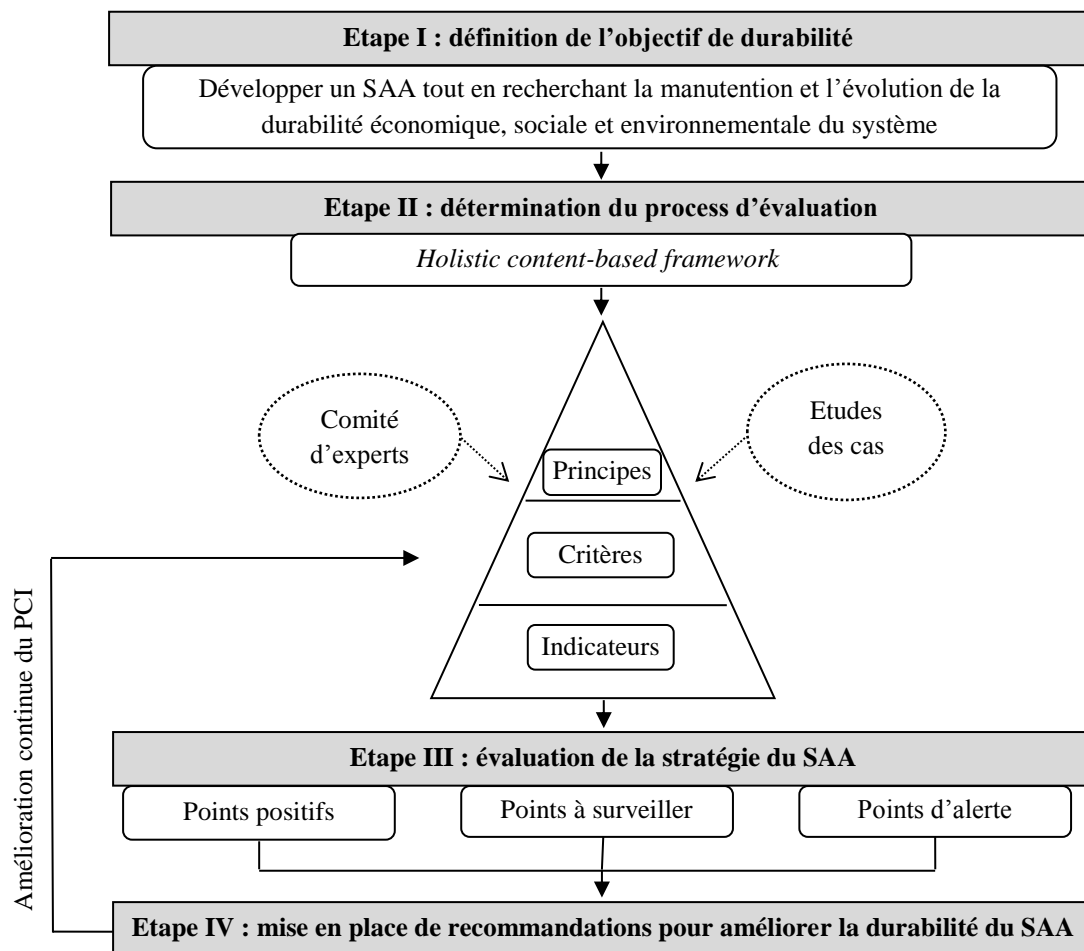 Etape I : définition de l’objectif de durabilité
Développer un SAA tout en recherchant la manutention et l’évolution de la
durabilité économique, sociale et environnementale du système
Etape II : détermination du process d’évaluation
Holistic content-based framework
Comité
d’experts
Etudes
des cas
Principes
Critères
Indicateurs
Amélioration continue du PCI
Etape III : évaluation de la stratégie du SAA
Points positifs
Points à surveiller
Points d’alerte
Etape IV : mise en place de recommandations pour améliorer la durabilité du SAA